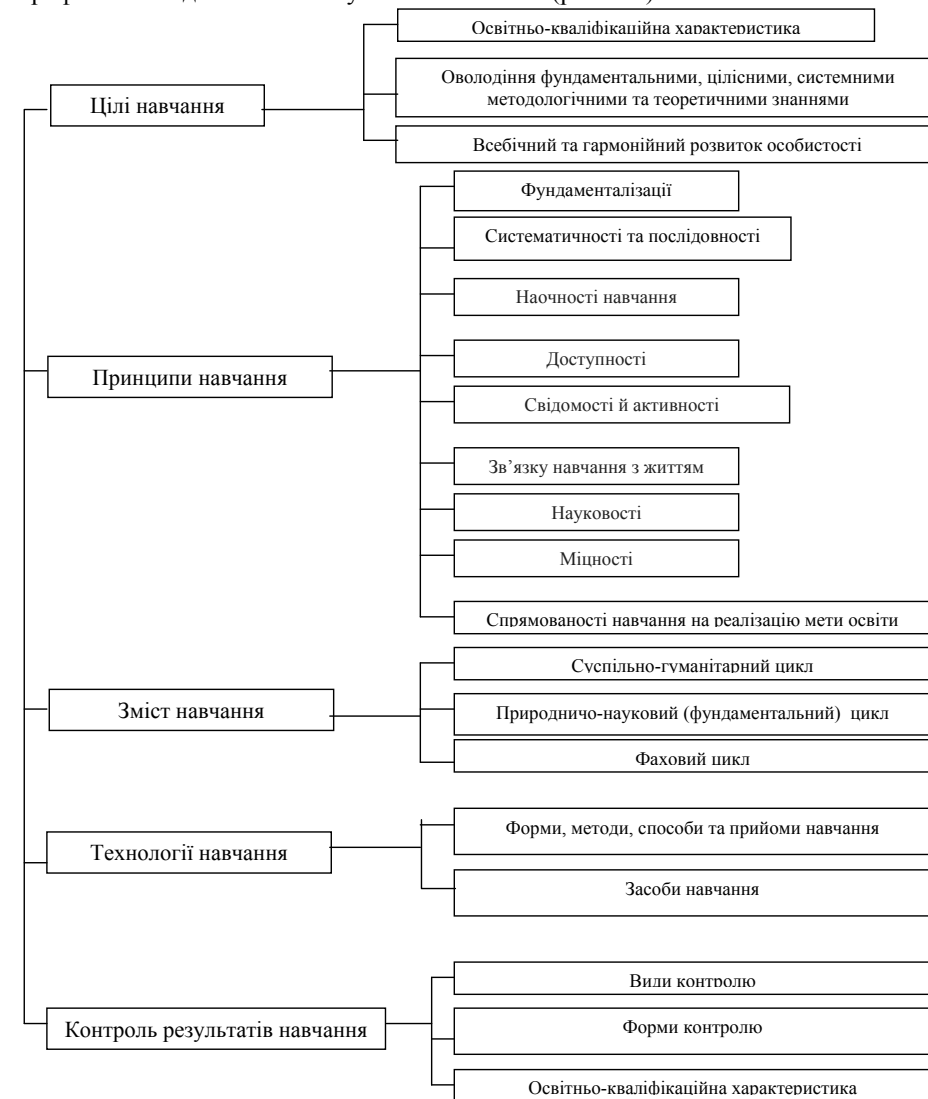 Освітньо-кваліфікаційна характеристика
Оволодіння фундаментальними, цілісними, системними
методологічними та теоретичними знаннями
Цілі навчання
Всебічний та гармонійний розвиток особистості
Фундаменталізації
Систематичності та послідовності
Наочності навчання
Доступності
Принципи навчання
Свідомості й активності
Зв’язку навчання з життям
Науковості
Міцності
Спрямованості навчання на реалізацію мети освіти
Суспільно-гуманітарний цикл
Зміст навчання
Природничо-науковий (фундаментальний) цикл
Фаховий цикл
Форми, методи, способи та прийоми навчання
Технології навчання
Засоби навчання
Види контролю
Контроль результатів навчання
Форми контролю
Освітньо-кваліфікаційна характеристика